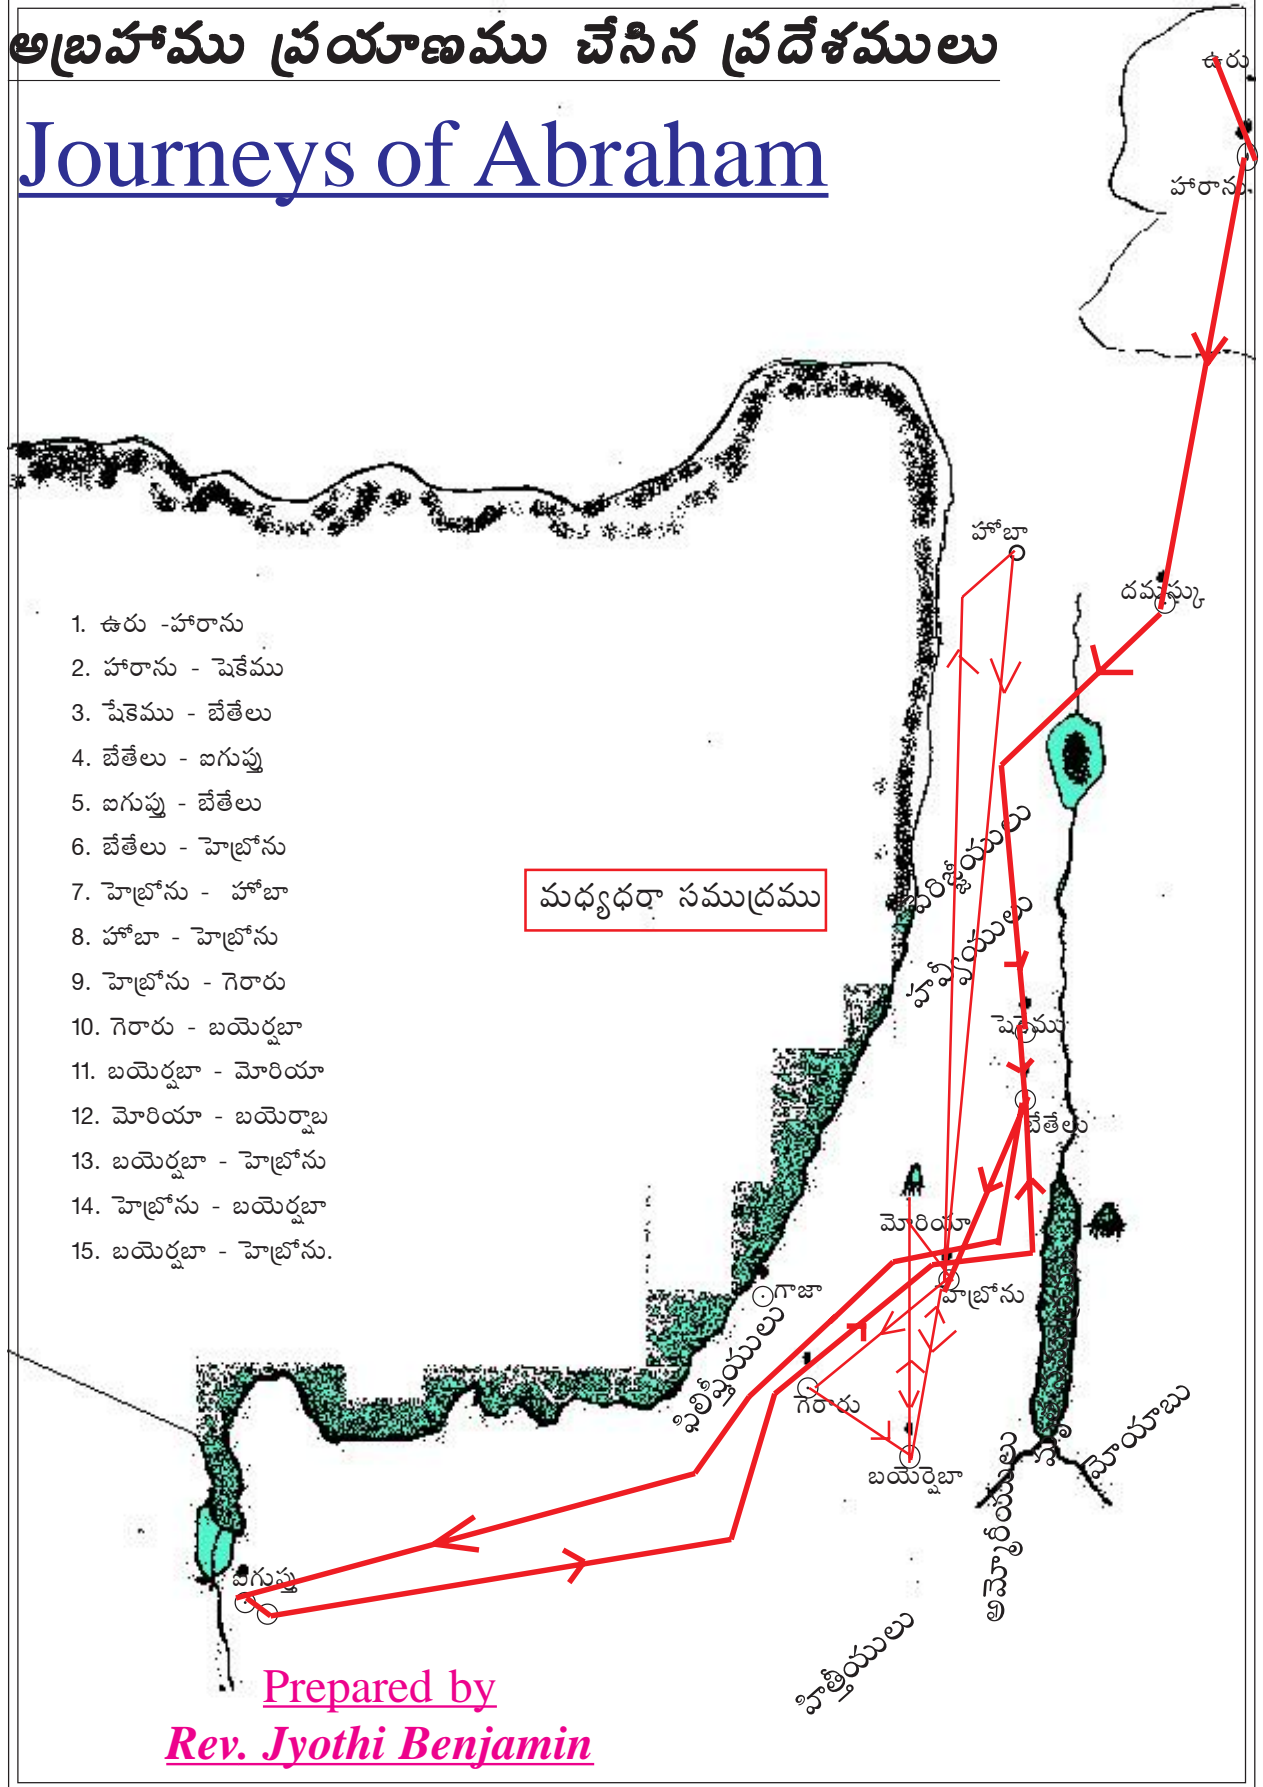 అబ్రహాము ప్రయాణము చేసిన ప్రదేశములు
Journeys of Abraham
ఉరు
హారాను.
హోబా
దమస్కు
1. ఉరు -హారాను
2. హారాను - షెకేము
3. షేకెము - బేతేలు
4. బేతేలు - ఐగుప్తు
5. ఐగుప్తు - బేతేలు
6. బేతేలు - హెబ్రోను
7. హెబ్రోను - హోబా
8. హోబా - హెబ్రోను
9. హెబ్రోను - గెరారు
10. గెరారు - బయెర్షబా
11. బయెర్షబా - మోరియా
12. మోరియా - బయెర్షాబ
13. బయెర్షబా - హెబ్రోను
14. హెబ్రోను - బయెర్షబా
15. బయెర్షబా - హెబ్రోను.
మధ్యధరా సముద్రము
పెరిజ్జీయులు
హివ్వీయులు
షెకెము
బేతేలు
మోరియా
హెబ్రోను
గాజా
ఫిలిష్తీయులు
గెరారు
బయెర్షెబా
మోయాబు
అమోరీయులు
ఐగుప్తు
హిత్తీయులు
Prepared by
Rev. Jyothi Benjamin